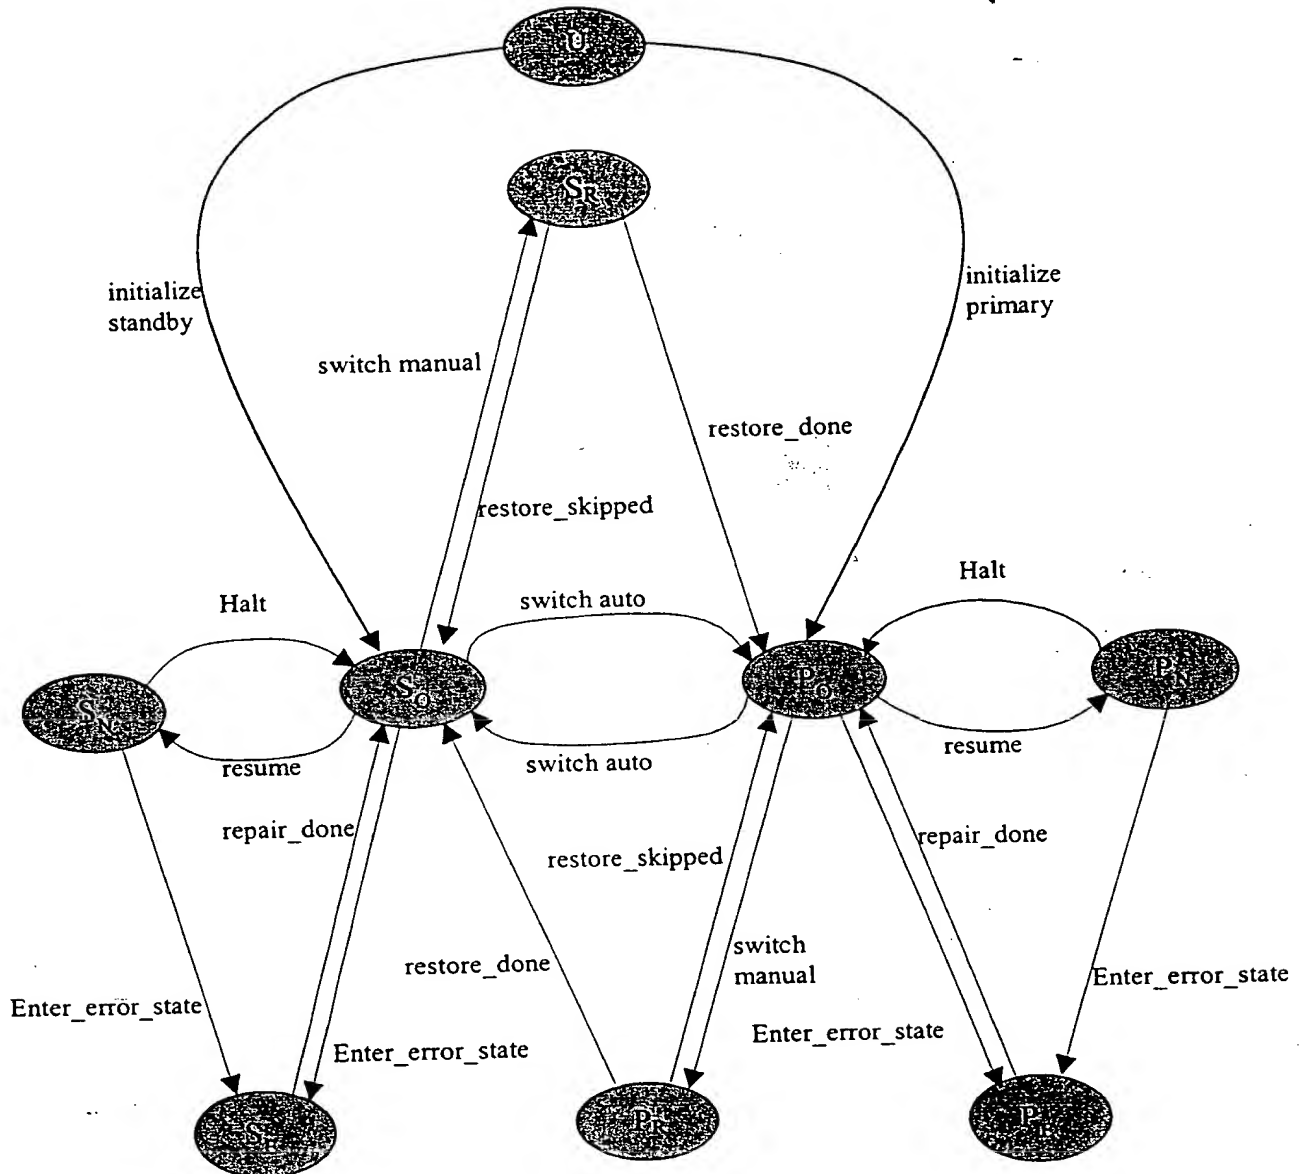 U
S_R
initialize
standby
initialize
primary
switch manual
restore_done
restore_skipped
Halt
switch auto
Halt
S_N
S_O
P_O
P_N
resume
switch auto
resume
repair_done
restore_skipped
repair_done
restore_done
switch
manual
Enter_error_state
Enter_error_state
Enter_error_state
Enter_error_state
S_E
P_R
P_E